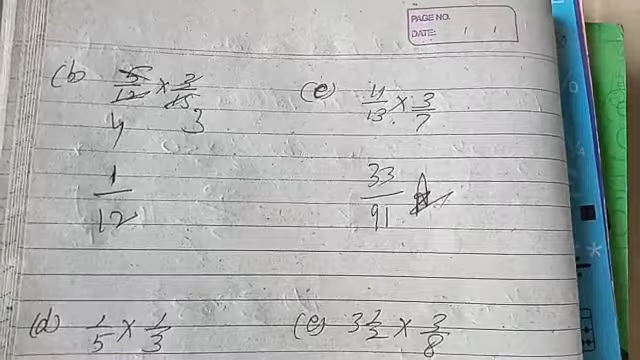 PAGE NO.
DATE: / /
(b) 5/12 × 3/15 (c) 11/13 × 3/7
4 3
1/12 33/91
(d) 1/5 × 1/3 (e) 3 1/2 × 3/8